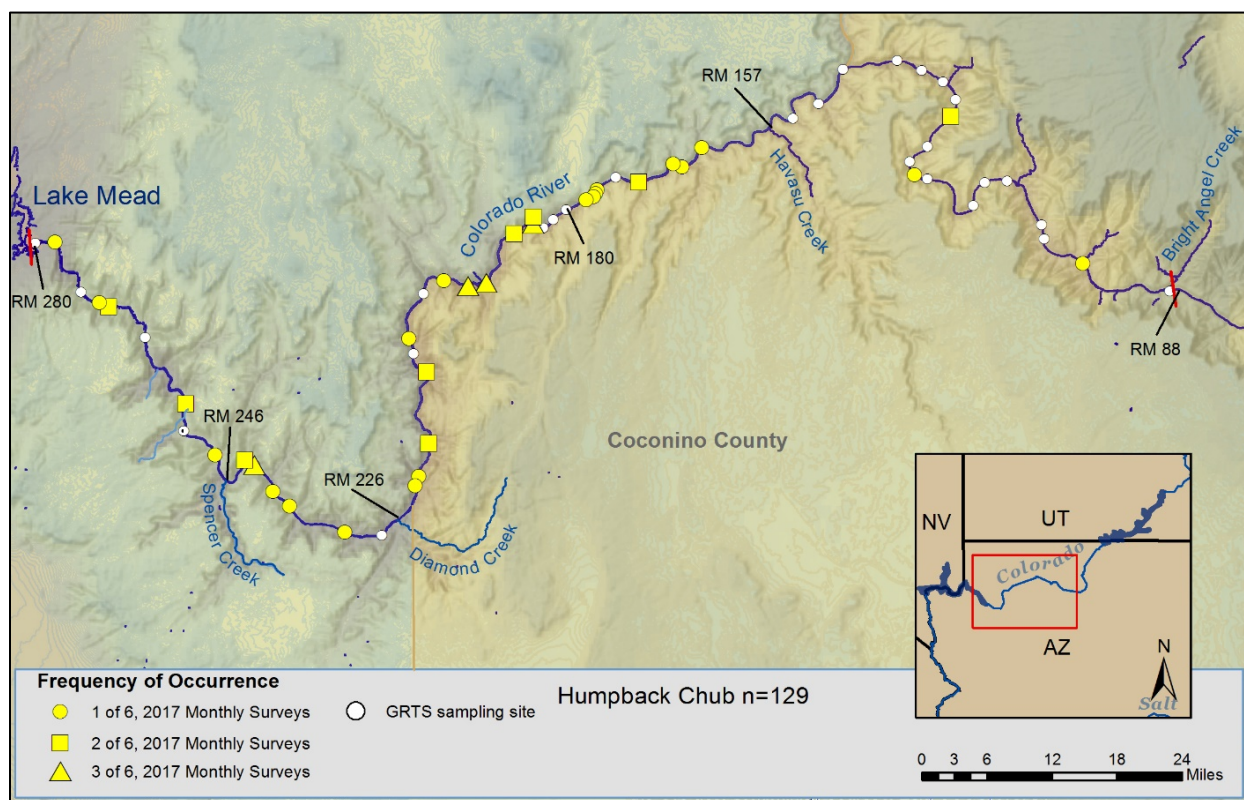 RM 157
Havasu Creek
Bright Angel Creek
Lake Mead
Colorado River
RM 180
RM 280
RM 88
RM 246
Coconino County
RM 226
Spencer Creek
Diamond Creek
NV
UT
Colorado
AZ
N
Salt
Frequency of Occurrence
Humpback Chub n=129
1 of 6, 2017 Monthly Surveys
GRTS sampling site
2 of 6, 2017 Monthly Surveys
3 of 6, 2017 Monthly Surveys
0 3 6 12 18 24
Miles